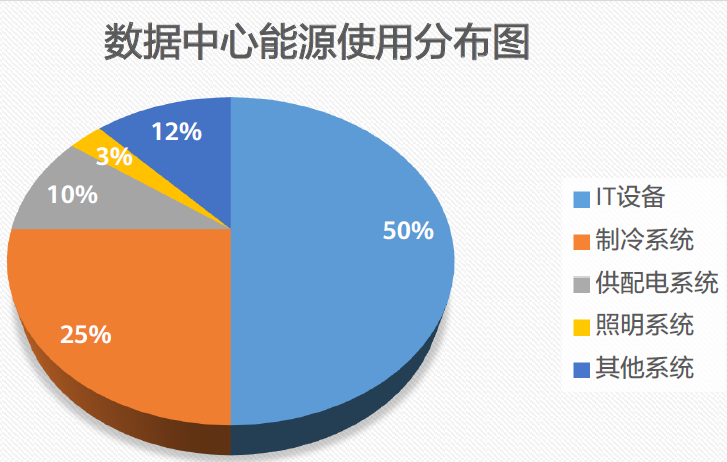 数据中心能源使用分布图
12%
3%
10%
50%
25%
IT设备
制冷系统
供配电系统
照明系统
其他系统